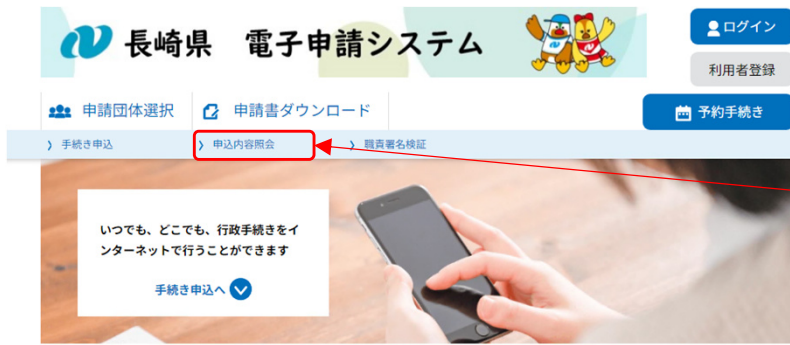 長崎県 電子申請システム
ログイン
利用者登録
申請団体選択
申請書ダウンロード
予約手続き
手続き申込
申込内容照会
職責署名検証
いつでも、どこでも、行政手続きをイ
ンターネットで行うことができます
手続き申込へ